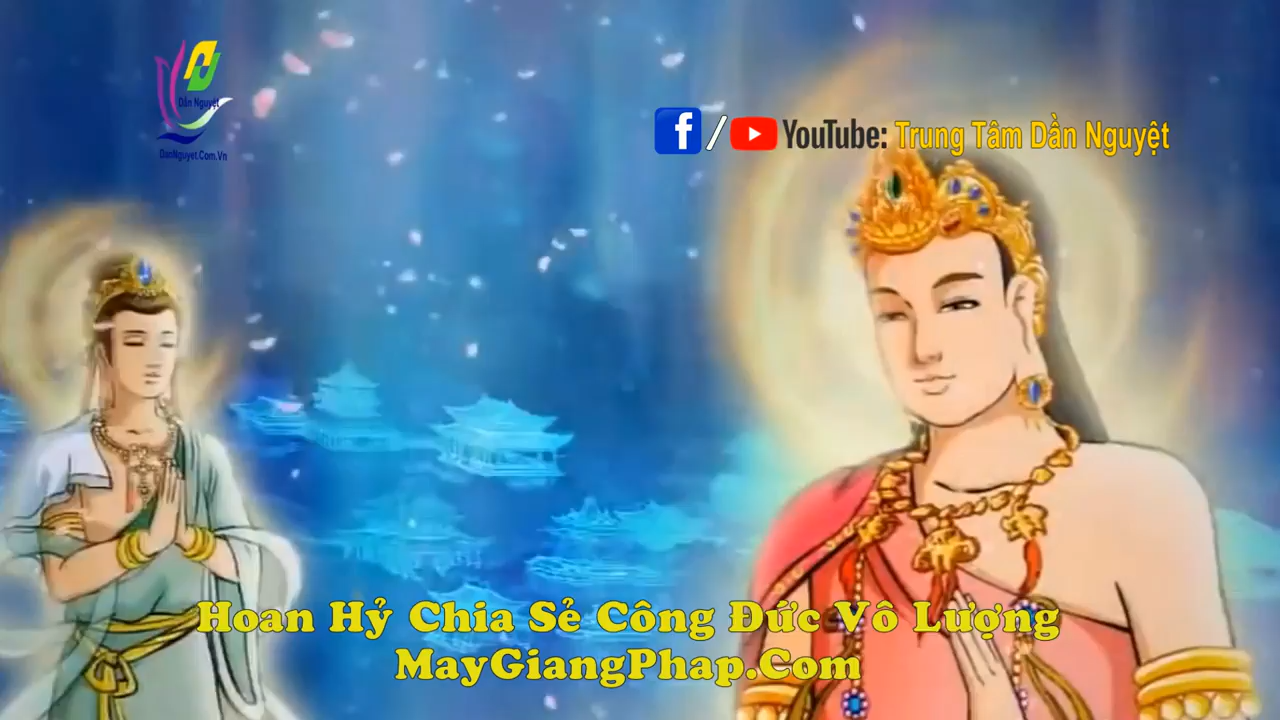 Dần Nguyệt
DanNguyet.Com.Vn
f/ YouTube: Trung Tâm Dần Nguyệt
Hoan Hỷ Chia Sẻ Công Đức Vô Lượng
MayGiangPhap.Com